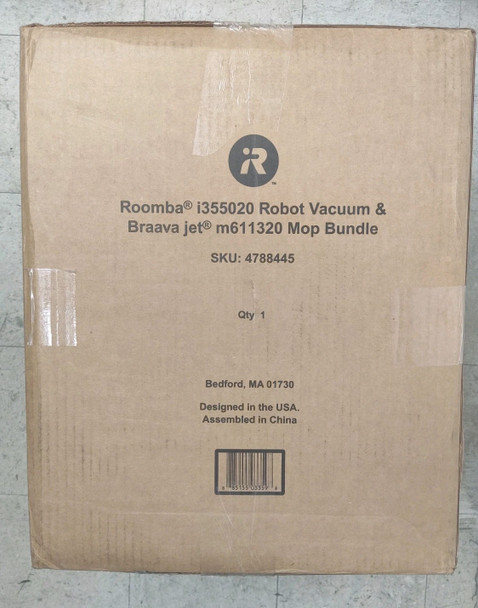 R
Roomba® i355020 Robot Vacuum &
Braava jet® m611320 Mop Bundle
SKU: 4788445
Qty 1
Bedford, MA 01730
Designed in the USA.
Assembled in China